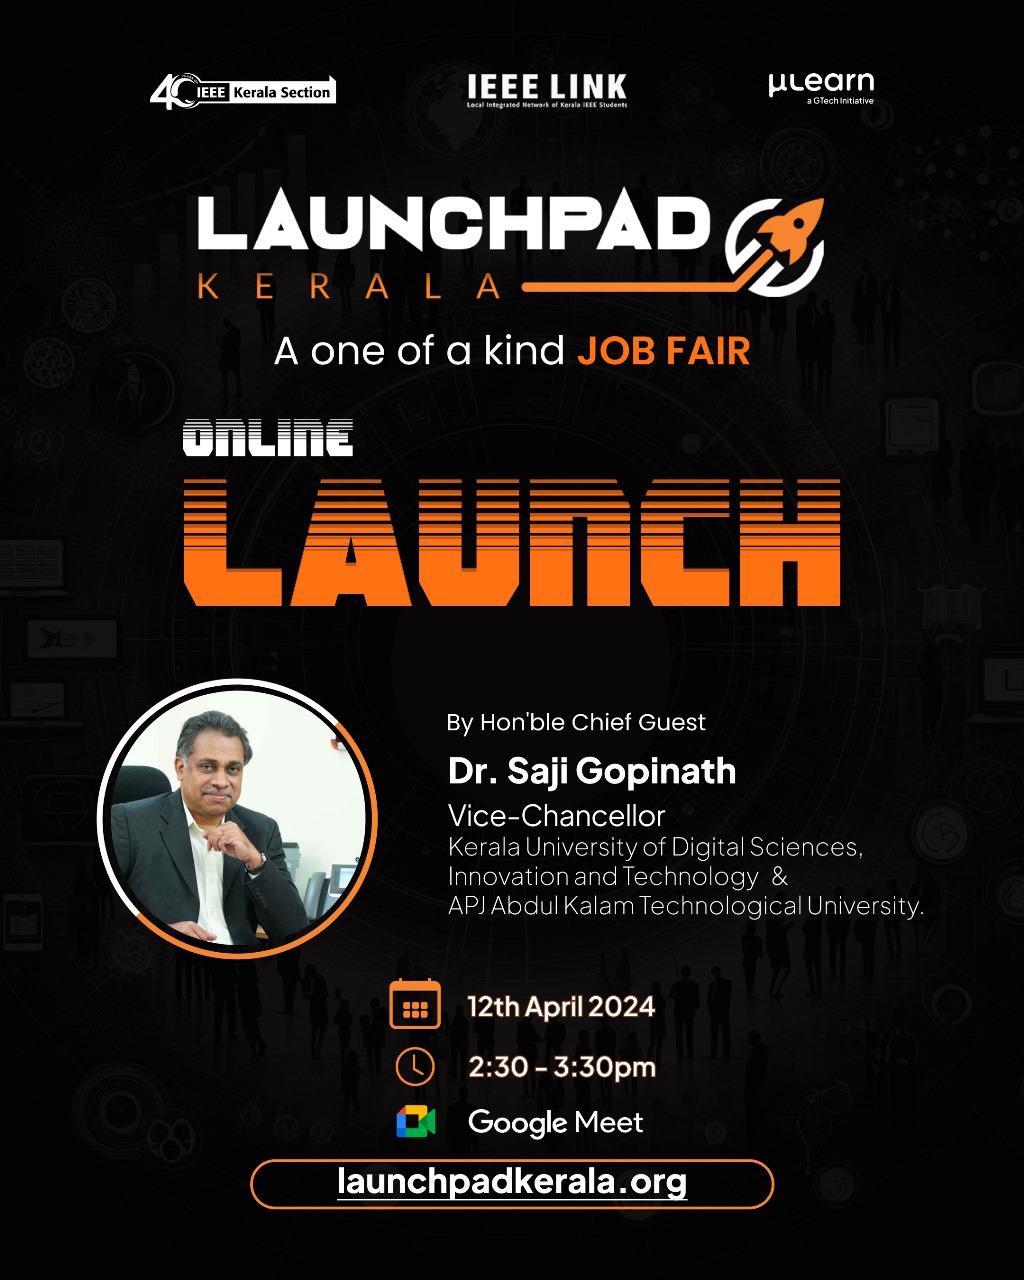 40 IEEE Kerala Section
IEEE LINK
Local Integrated Network of Kerala IEEE Students
µLearn
a GTech Initiative
LAUNCHPAD
KERALA
A one of a kind JOB FAIR
ONLINE
LAUNCH
By Hon'ble Chief Guest
Dr. Saji Gopinath
Vice-Chancellor
Kerala University of Digital Sciences,
Innovation and Technology &
APJ Abdul Kalam Technological University.
12th April 2024
2:30 - 3:30pm
Google Meet
launchpadkerala.org